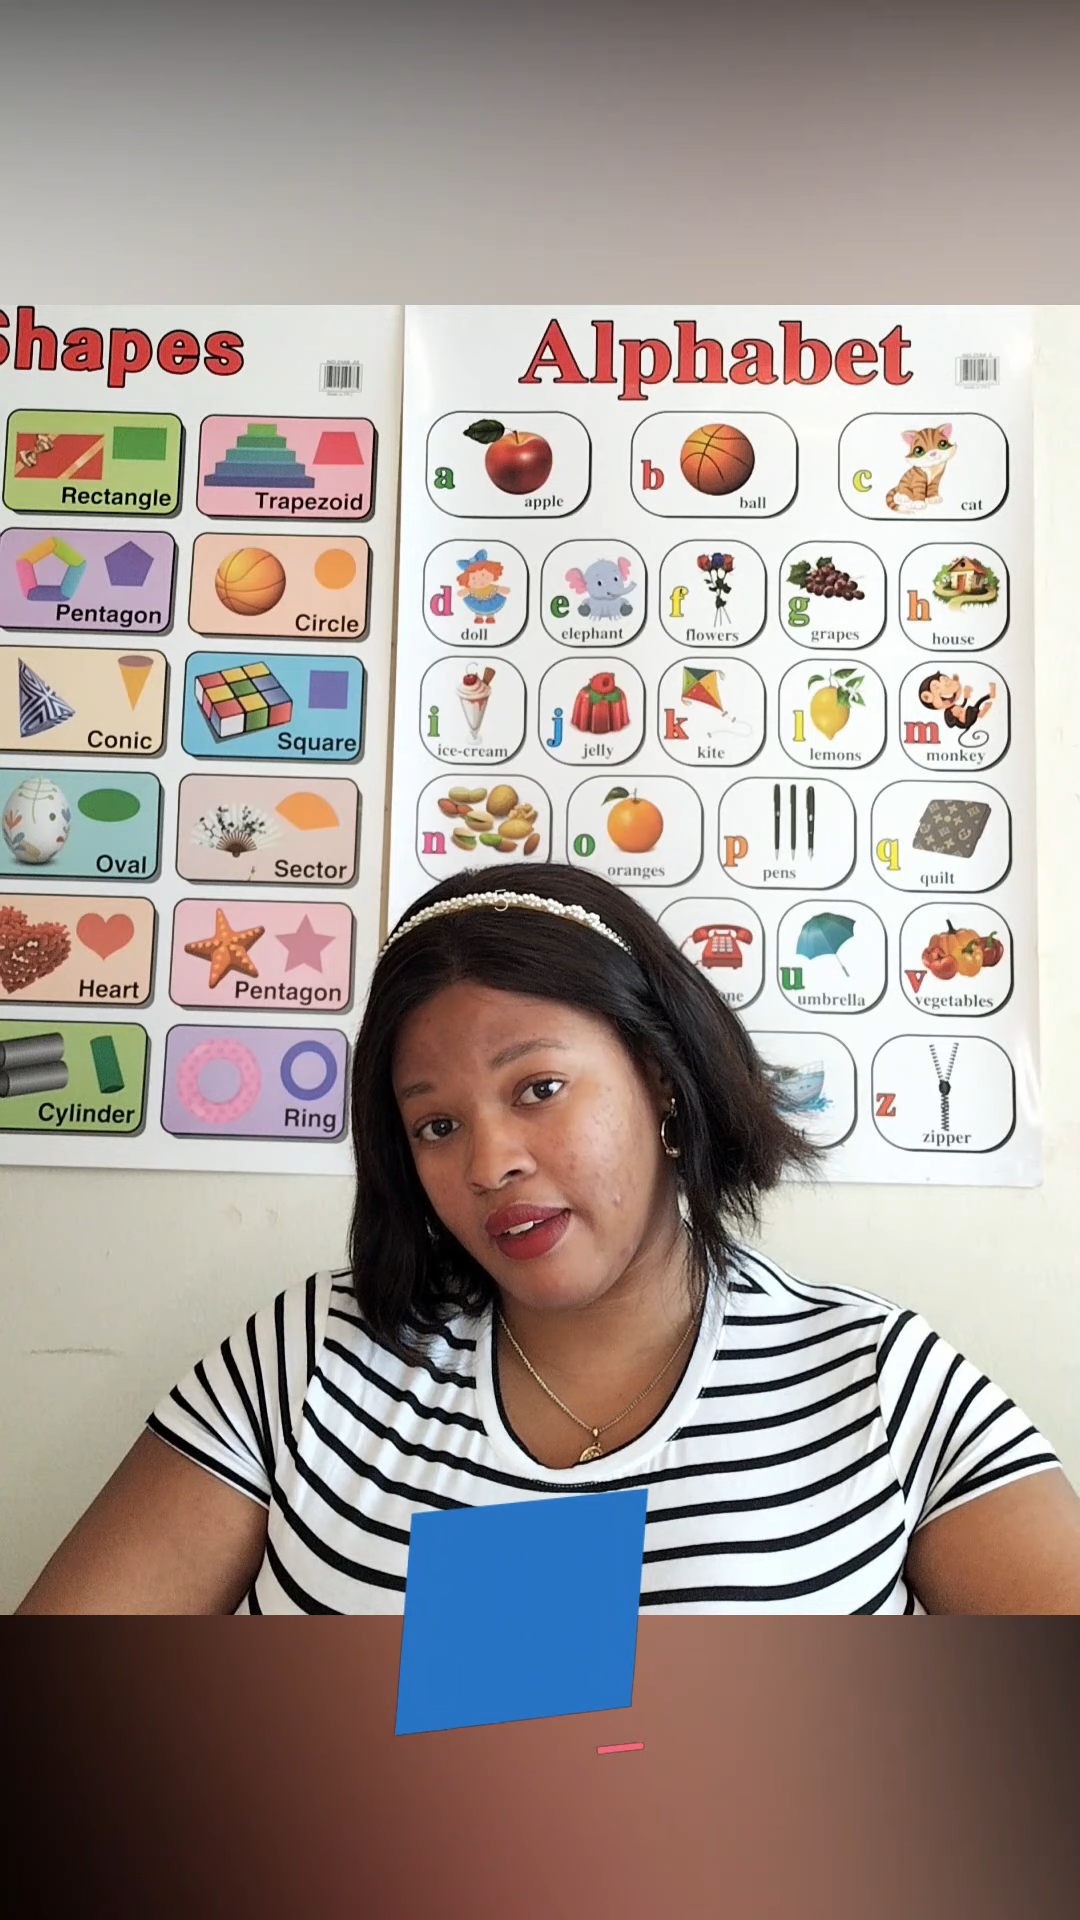 Shapes
Rectangle
Trapezoid
Pentagon
Circle
Conic
Square
Oval
Sector
Heart
Pentagon
Cylinder
Ring
Alphabet
a apple
b ball
c cat
d doll
e elephant
f flowers
g grapes
h house
i ice-cream
j jelly
k kite
l lemons
m monkey
n
o oranges
p pens
q quilt
u umbrella
v vegetables
z zipper
5